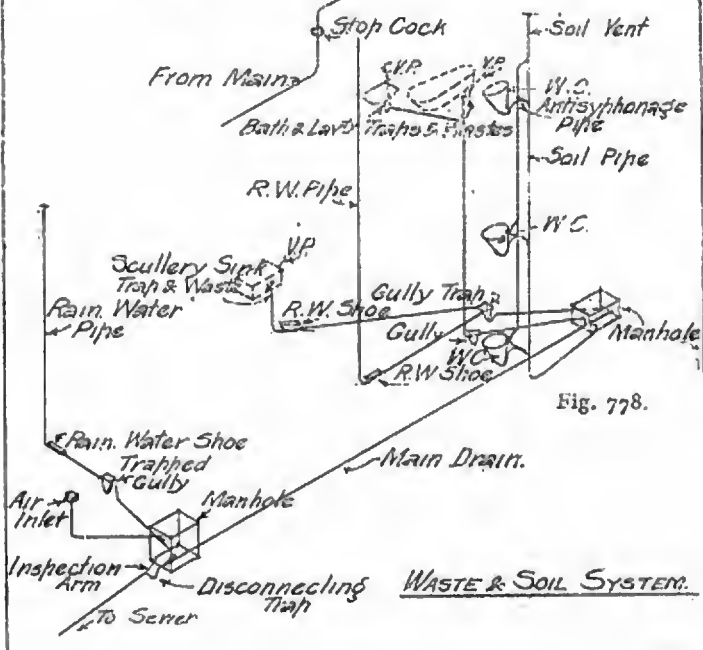 Stop Cock
Soil Vent
From Main
V.P.
V.P.
W.C.
Antisyphonage
Pipe
Bath & Lavty Traps & Wastes
Soil Pipe
R.W. Pipe
W.C.
V.P.
Scullery Sink
Trap & Waste
Gully Trap
R.W. Shoe
Rain Water
Pipe
Gully
Manhole
W.C.
R.W Shoe
Fig. 778.
Rain Water Shoe
Main Drain.
Trapped
Gully
Manhole
Air
Inlet
Inspection
Arm
Disconnecting
Trap
WASTE & SOIL SYSTEM.
To Sewer